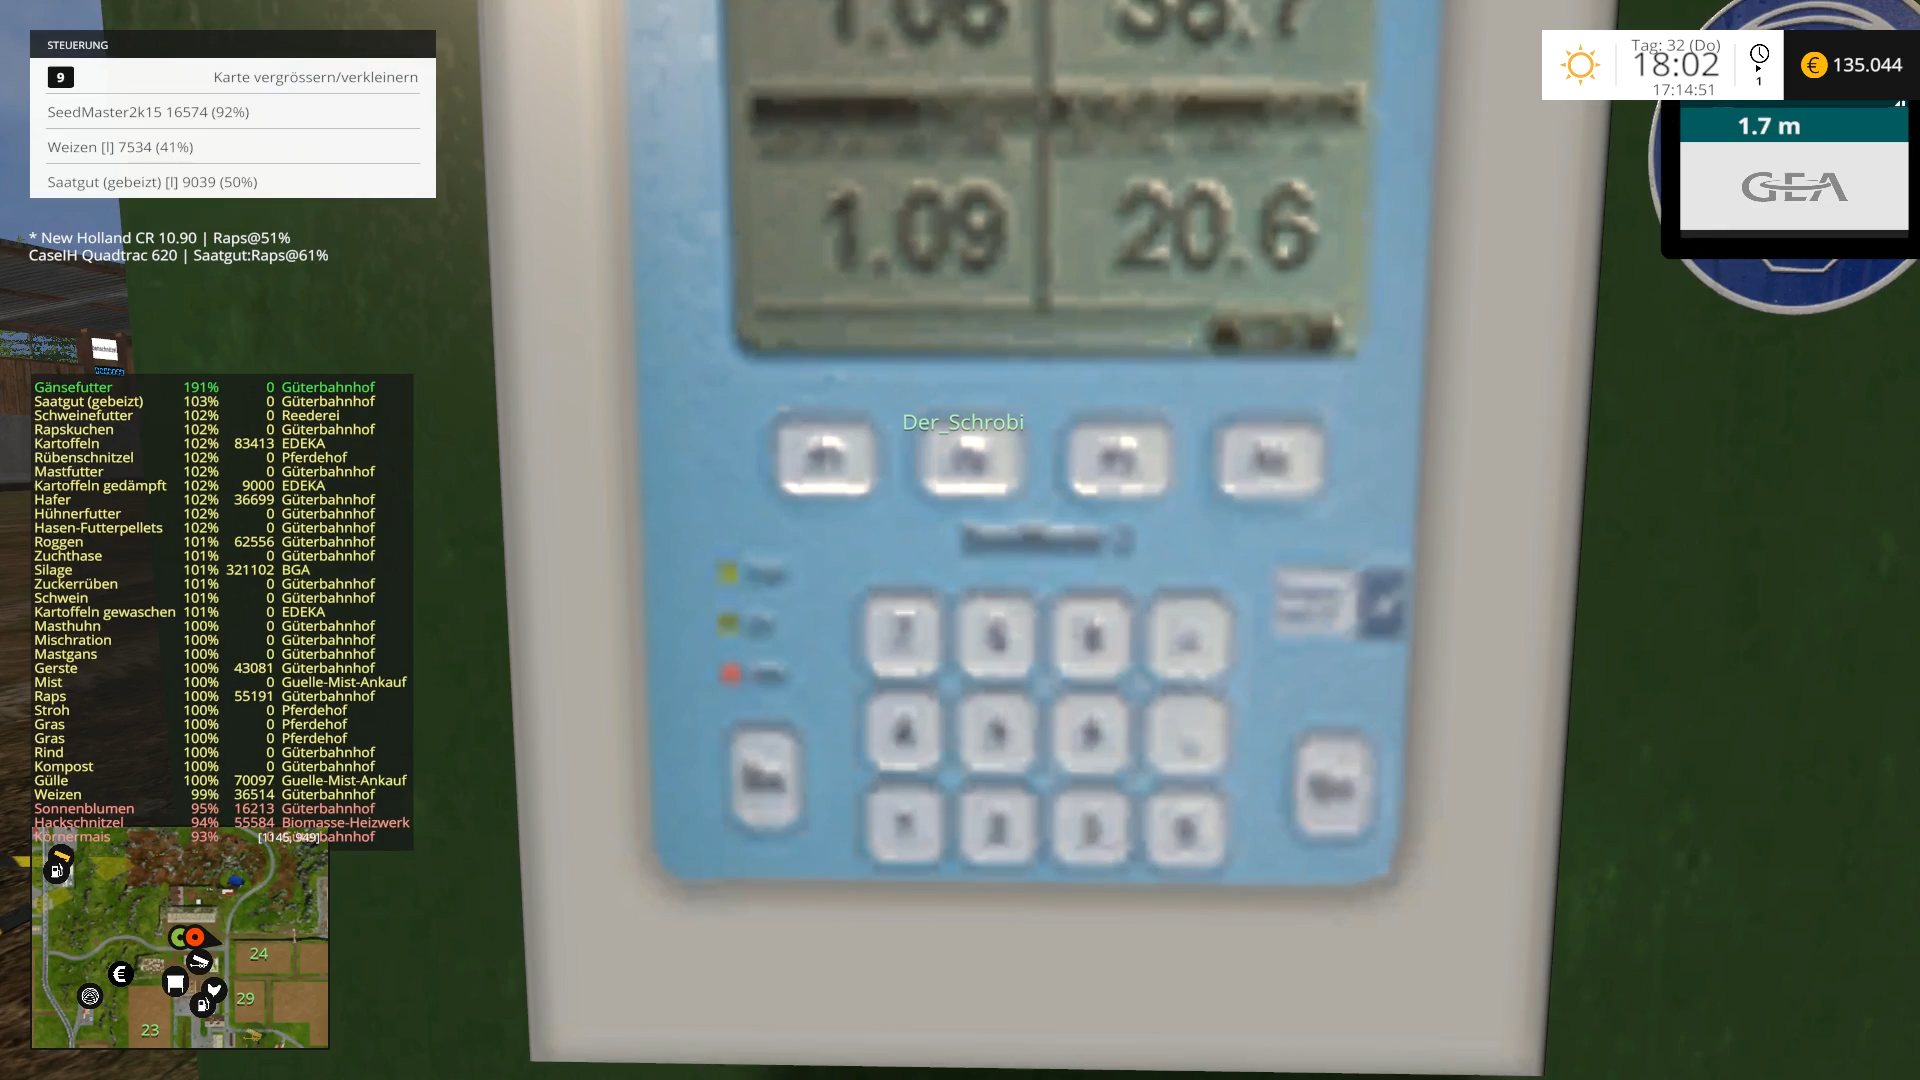 STEUERUNG
9 Karte vergrössern/verkleinern
SeedMaster2k15 16574 (92%)
Weizen [l] 7534 (41%)
Saatgut (gebeizt) [l] 9039 (50%)
* New Holland CR 10.90 | Raps@51%
CaseIH Quadtrac 620 | Saatgut:Raps@61%
Tag: 32 (Do)
18:02
17:14:51
1
€ 135.044
1.7 m
GEA
1.08 38.7
1.09 20.6
Der_Schrobi
Gänsefutter 191% 0 Güterbahnhof
Saatgut (gebeizt) 103% 0 Güterbahnhof
Schweinefutter 102% 0 Reederei
Rapskuchen 102% 0 Güterbahnhof
Kartoffeln 102% 83413 EDEKA
Rübenschnitzel 102% 0 Pferdehof
Mastfutter 102% 0 Güterbahnhof
Kartoffeln gedämpft 102% 9000 EDEKA
Hafer 102% 36699 Güterbahnhof
Hühnerfutter 102% 0 Güterbahnhof
Hasen-Futterpellets 102% 0 Güterbahnhof
Roggen 101% 62556 Güterbahnhof
Zuchthase 101% 0 Güterbahnhof
Silage 101% 321102 BGA
Zuckerrüben 101% 0 Güterbahnhof
Schwein 101% 0 Güterbahnhof
Kartoffeln gewaschen 101% 0 EDEKA
Masthuhn 100% 0 Güterbahnhof
Mischration 100% 0 Güterbahnhof
Mastgans 100% 0 Güterbahnhof
Gerste 100% 43081 Güterbahnhof
Mist 100% 0 Guelle-Mist-Ankauf
Raps 100% 55191 Güterbahnhof
Stroh 100% 0 Pferdehof
Gras 100% 0 Pferdehof
Gras 100% 0 Pferdehof
Rind 100% 0 Güterbahnhof
Kompost 100% 0 Güterbahnhof
Gülle 100% 70097 Guelle-Mist-Ankauf
Weizen 99% 36514 Güterbahnhof
Sonnenblumen 95% 16213 Güterbahnhof
Hackschnitzel 94% 55584 Biomasse-Heizwerk
Körnermais 93% Güterbahnhof
[1145, 949]
24
€
29
23